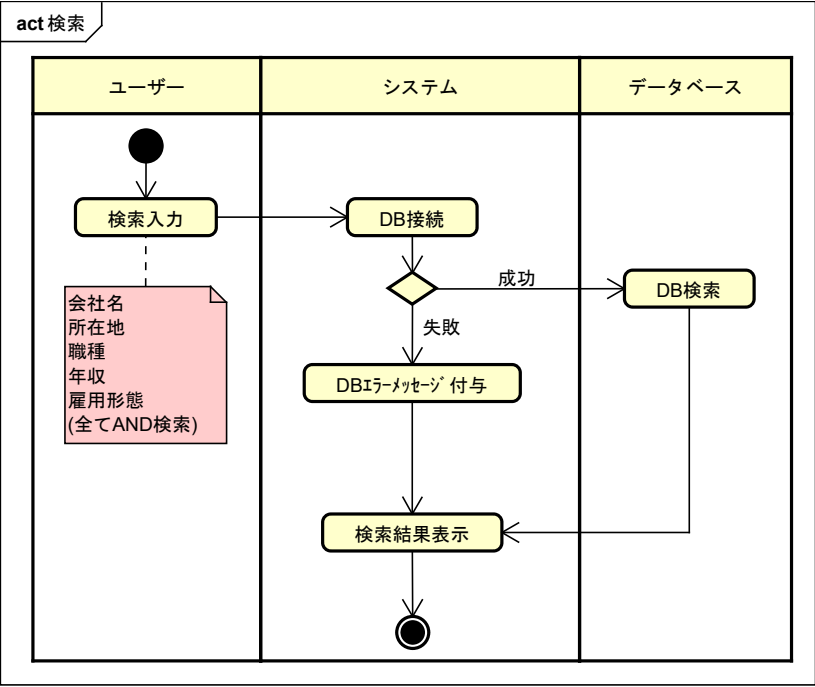 act 検索
ユーザー
システム
データベース
検索入力
DB接続
成功
DB検索
会社名
所在地
職種
年収
雇用形態
(全てAND検索)
失敗
DBｴﾗｰﾒｯｾｰｼﾞ付与
検索結果表示